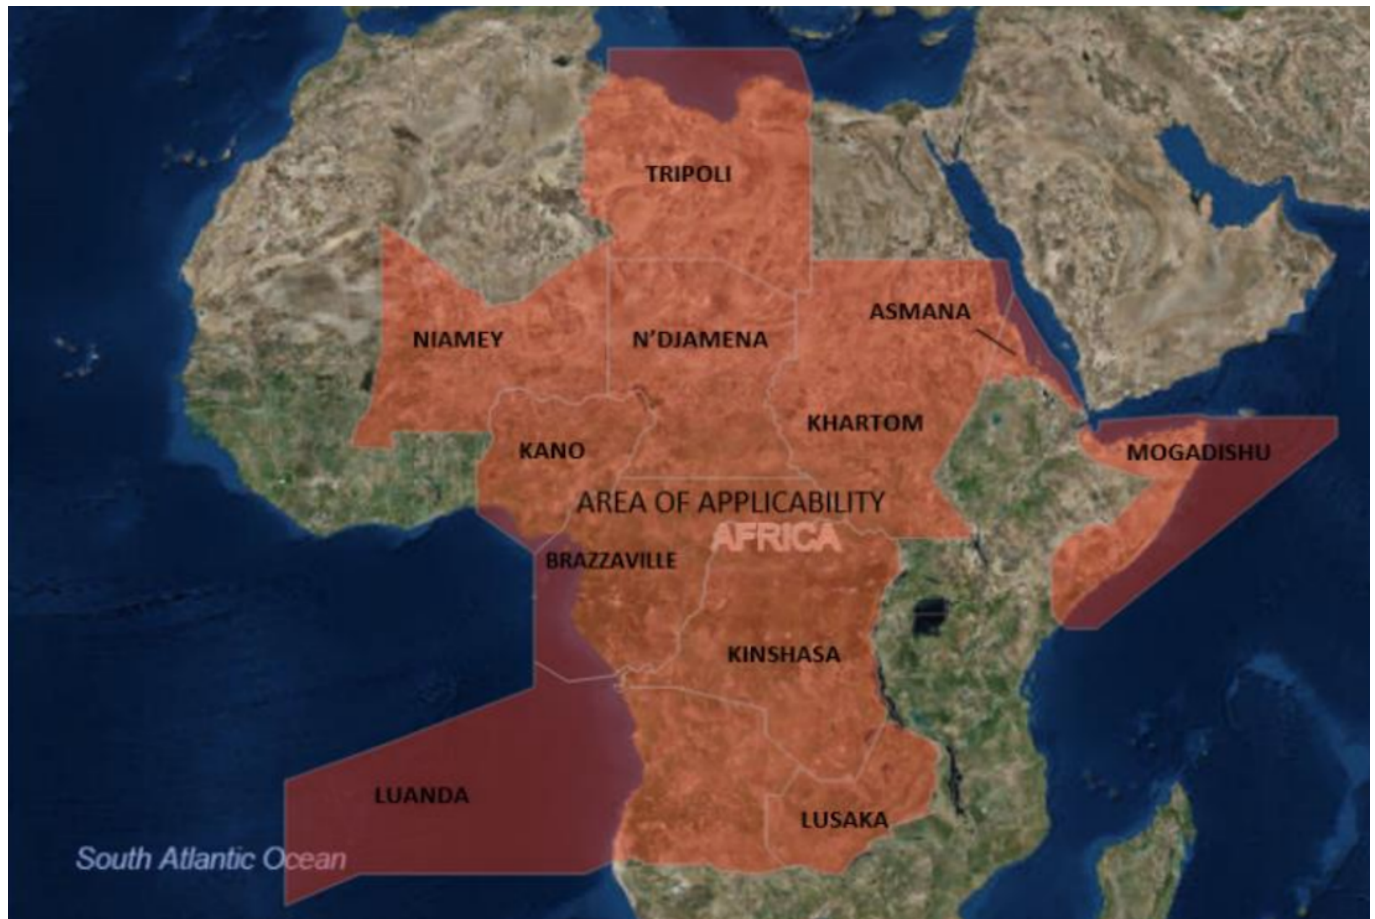 TRIPOLI
ASMANA
NIAMEY
N'DJAMENA
KHARTOM
KANO
MOGADISHU
AREA OF APPLICABILITY
AFRICA
BRAZZAVILLE
KINSHASA
LUANDA
LUSAKA
South Atlantic Ocean